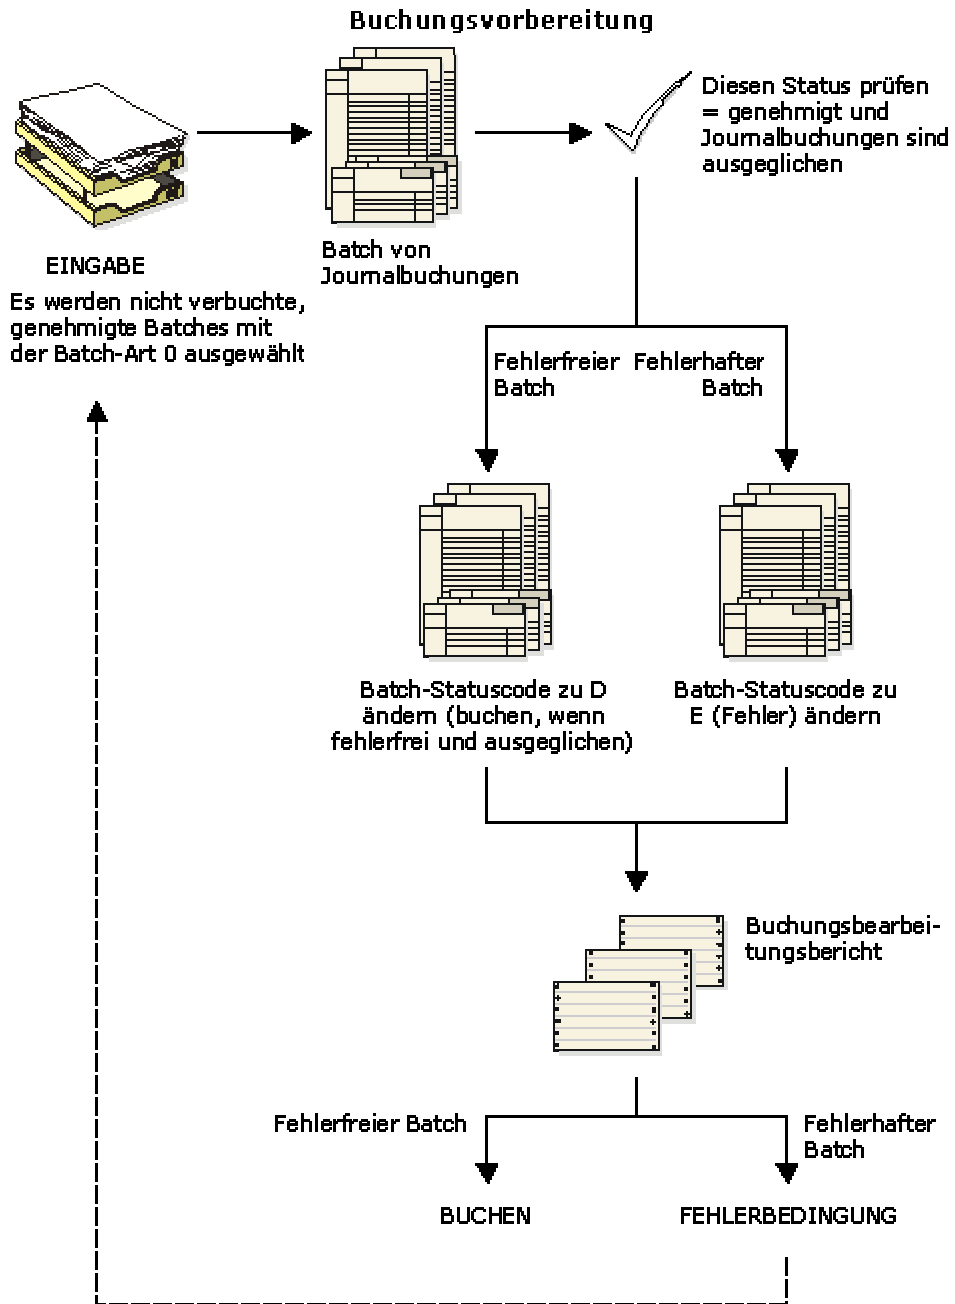 Buchungsvorbereitung
Diesen Status prüfen
= genehmigt und
Journalbuchungen sind
ausgeglichen
Batch von
Journalbuchungen
EINGABE
Es werden nicht verbuchte,
genehmigte Batches mit
der Batch-Art 0 ausgewählt
Fehlerfreier
Batch
Fehlerhafter
Batch
Batch-Statuscode zu D
ändern (buchen, wenn
fehlerfrei und ausgeglichen)
Batch-Statuscode zu
E (Fehler) ändern
Buchungsbearbei-
tungsbericht
Fehlerfreier Batch
Fehlerhafter
Batch
BUCHEN
FEHLERBEDINGUNG